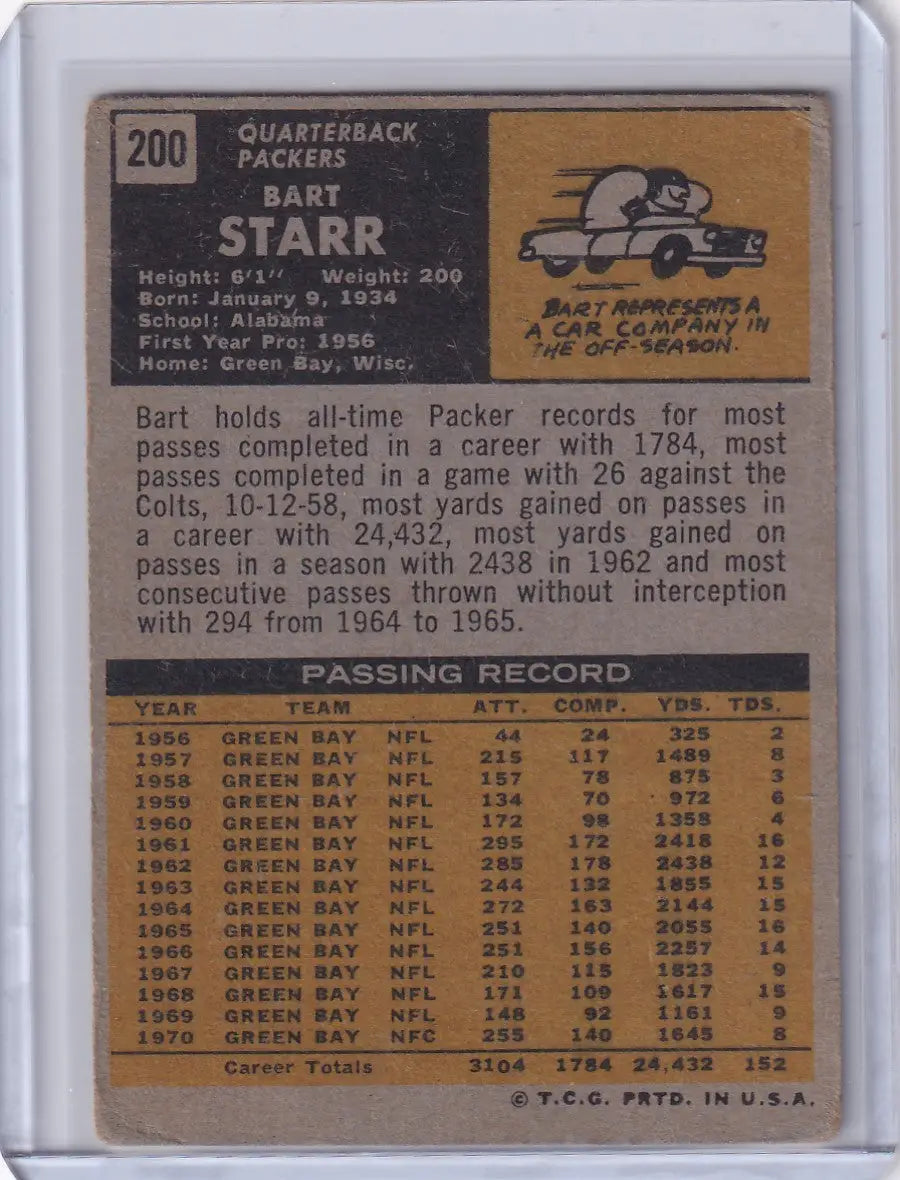 200
QUARTERBACK
PACKERS
BART
STARR
Height: 6'1" Weight: 200
Born: January 9, 1934
School: Alabama
First Year Pro: 1956
Home: Green Bay, Wisc.
BART REPRESENTS A
A CAR COMPANY IN
THE OFF-SEASON.
Bart holds all-time Packer records for most
passes completed in a career with 1784, most
passes completed in a game with 26 against the
Colts, 10-12-58, most yards gained on passes in
a career with 24,432, most yards gained on
passes in a season with 2438 in 1962 and most
consecutive passes thrown without interception
with 294 from 1964 to 1965.
PASSING RECORD
YEAR TEAM ATT. COMP. YDS. TDS.
1956 GREEN BAY NFL 44 24 325 2
1957 GREEN BAY NFL 215 117 1489 8
1958 GREEN BAY NFL 157 78 875 3
1959 GREEN BAY NFL 134 70 972 6
1960 GREEN BAY NFL 172 98 1358 4
1961 GREEN BAY NFL 295 172 2418 16
1962 GREEN BAY NFL 285 178 2438 12
1963 GREEN BAY NFL 244 132 1855 15
1964 GREEN BAY NFL 272 163 2144 15
1965 GREEN BAY NFL 251 140 2055 16
1966 GREEN BAY NFL 251 156 2257 14
1967 GREEN BAY NFL 210 115 1823 9
1968 GREEN BAY NFL 171 109 1617 15
1969 GREEN BAY NFL 148 92 1161 9
1970 GREEN BAY NFC 255 140 1645 8
Career Totals 3104 1784 24,432 152
© T.C.G. PRTD. IN U.S.A.